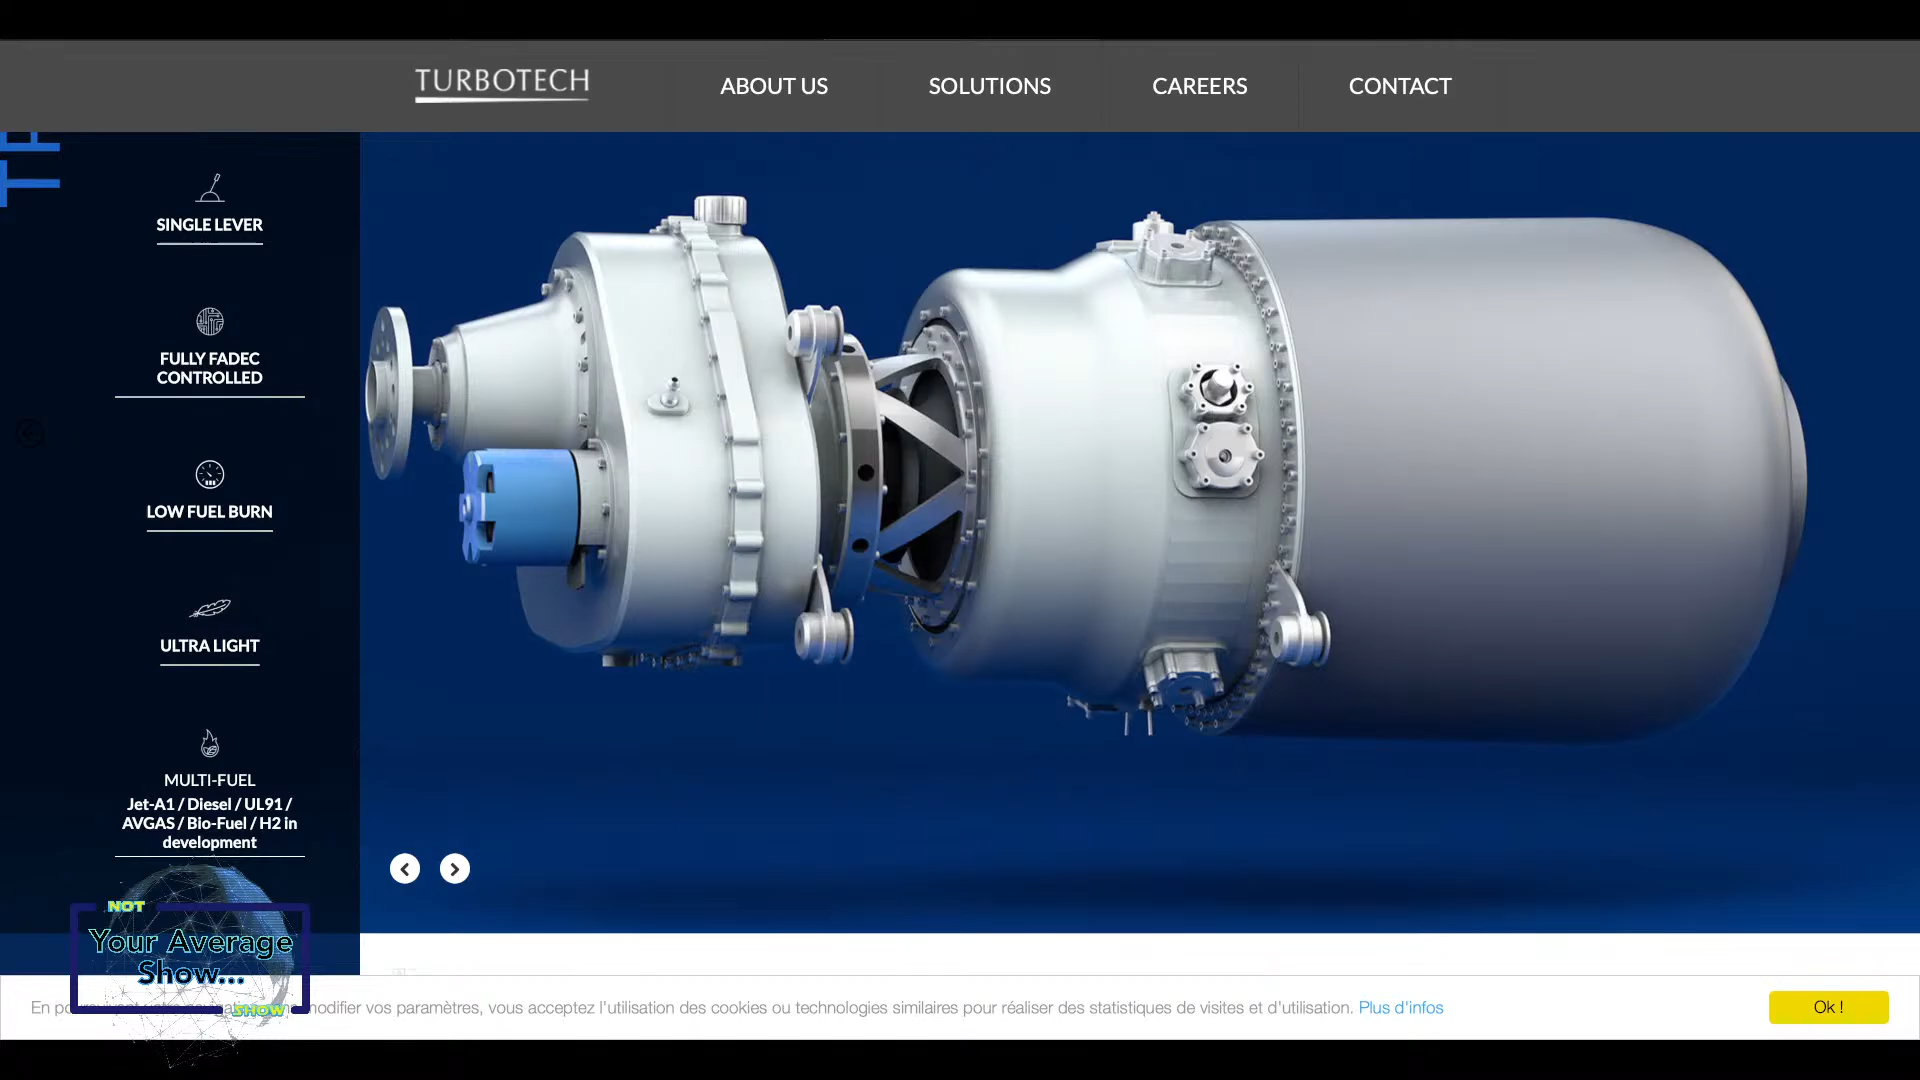 TURBOTECH
ABOUT US
SOLUTIONS
CAREERS
CONTACT
SINGLE LEVER
FULLY FADEC
CONTROLLED
LOW FUEL BURN
ULTRA LIGHT
MULTI-FUEL
Jet-A1 / Diesel / UL91 /
AVGAS / Bio-Fuel / H2 in
development
NOT
Your Average
Show...
SHOW
En modifier vos paramètres, vous acceptez l'utilisation des cookies ou technologies similaires pour réaliser des statistiques de visites et d'utilisation. Plus d'infos
Ok !